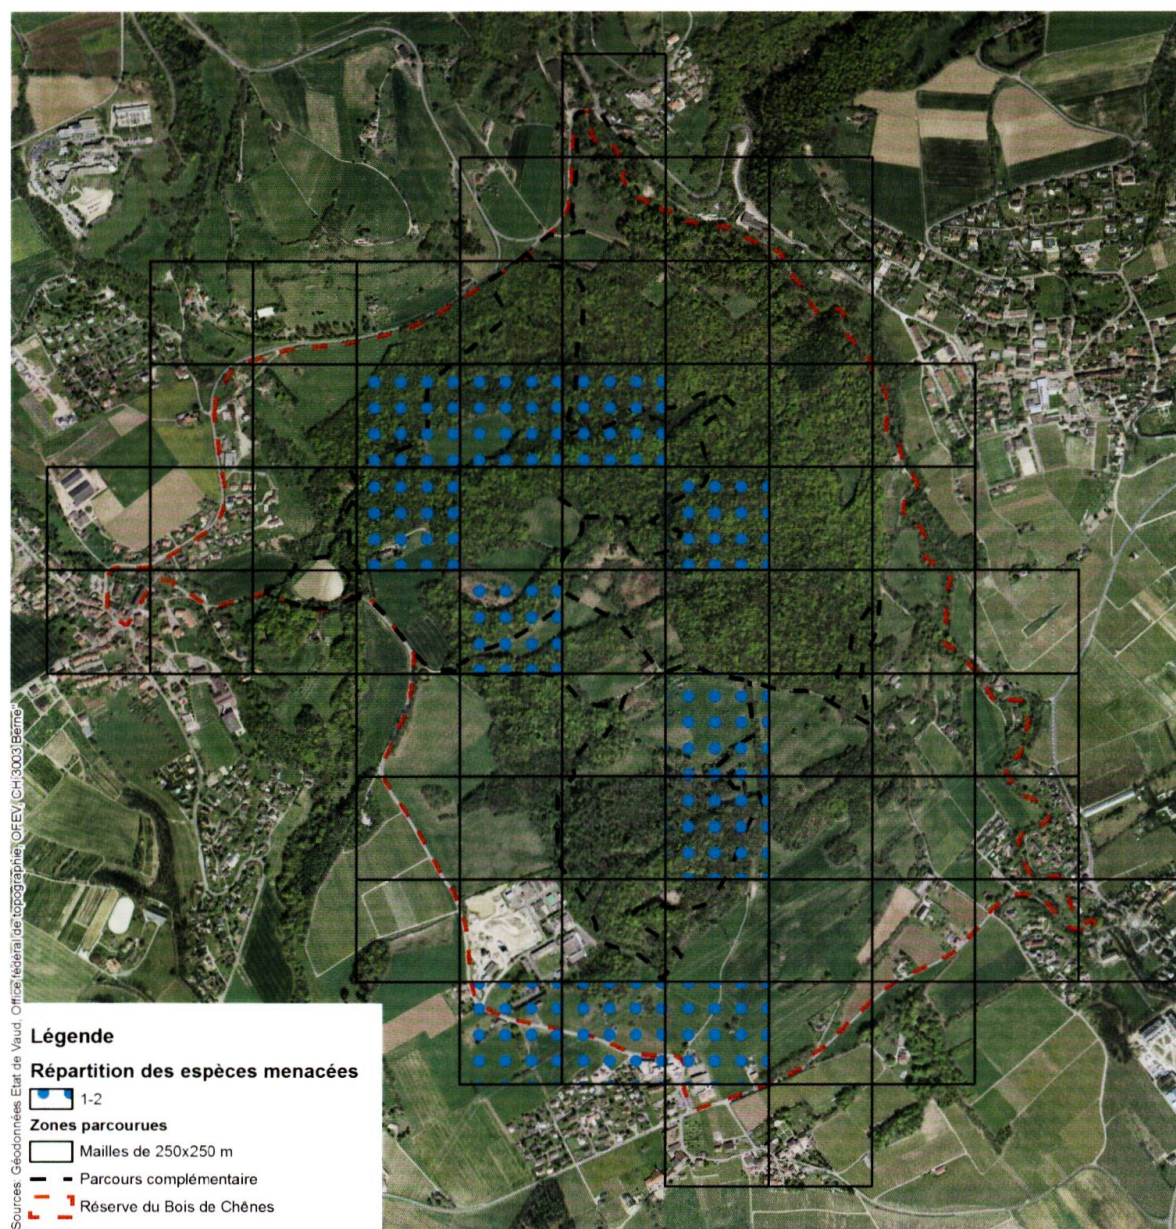 Légende
Répartition des espèces menacées
1-2
Zones parcourues
Mailles de 250x250 m
Parcours complémentaire
Réserve du Bois de Chênes
Sources: Géodonnées Etat de Vaud, Office fédéral de topographie, OFEV, CH 3003 Berne"